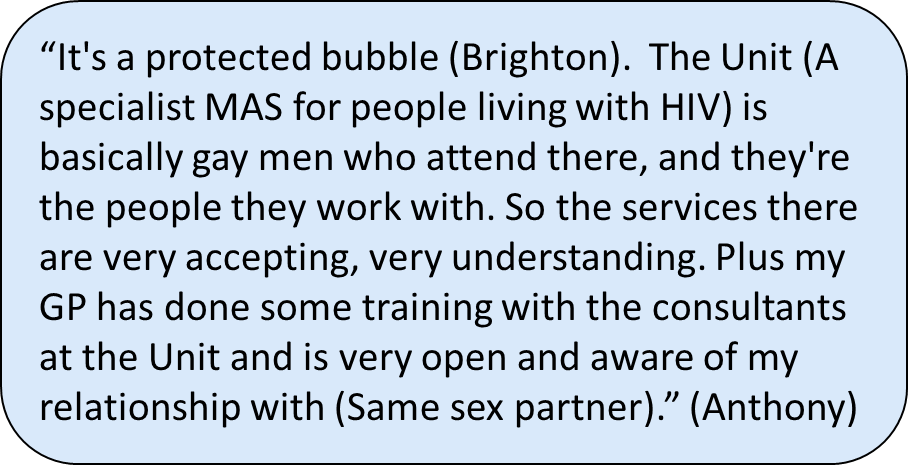 “It's a protected bubble (Brighton).  The Unit (A
specialist MAS for people living with HIV) is
basically gay men who attend there, and they're
the people they work with. So the services there
are very accepting, very understanding. Plus my
GP has done some training with the consultants
at the Unit and is very open and aware of my
relationship with (Same sex partner).” (Anthony)